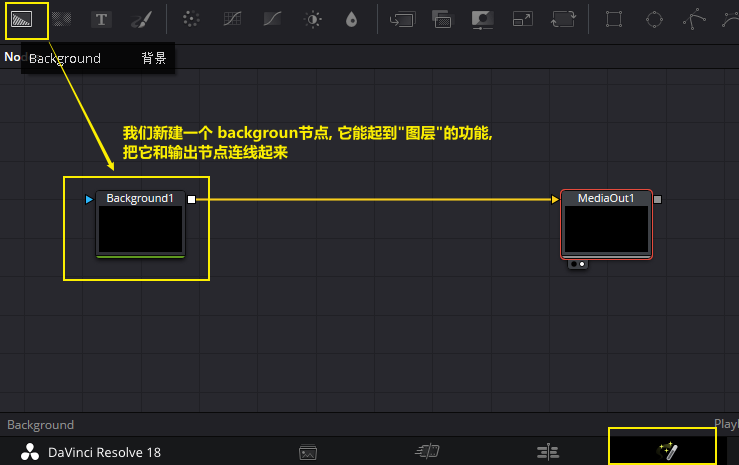 T
Nod
Background 背景
我们新建一个 backgroun节点, 它能起到"图层"的功能,
把它和输出节点连线起来
Background1
MediaOut1
Background
Playl
DaVinci Resolve 18